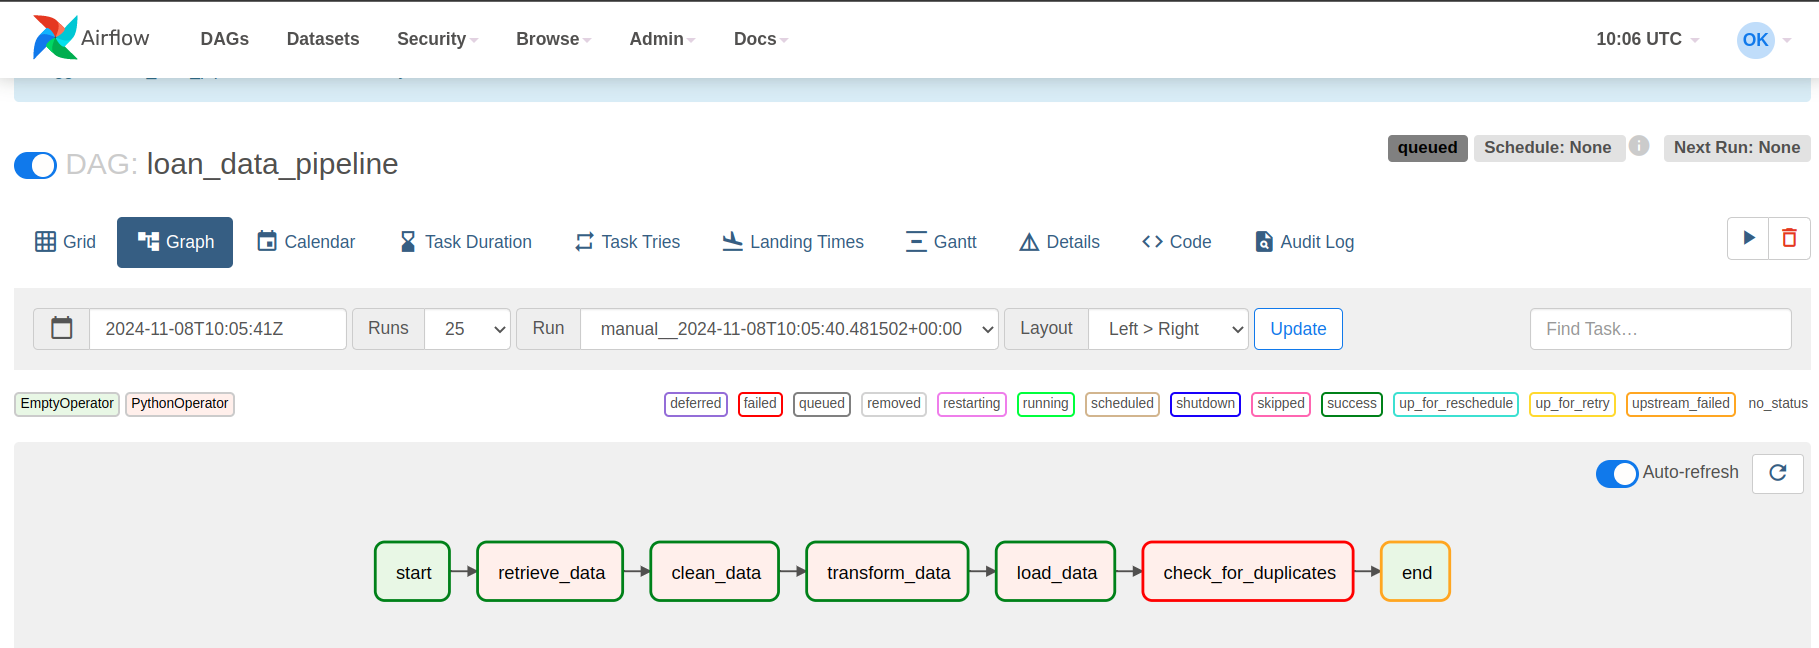 Airflow DAGs Datasets Security Browse Admin Docs 10:06 UTC OK
DAG: loan_data_pipeline queued Schedule: None i Next Run: None
Grid Graph Calendar Task Duration Task Tries Landing Times Gantt Details Code Audit Log
2024-11-08T10:05:41Z Runs 25 Run manual__2024-11-08T10:05:40.481502+00:00 Layout Left > Right Update Find Task…
EmptyOperator PythonOperator deferred failed queued removed restarting running scheduled shutdown skipped success up_for_reschedule up_for_retry upstream_failed no_status
Auto-refresh
start retrieve_data clean_data transform_data load_data check_for_duplicates end